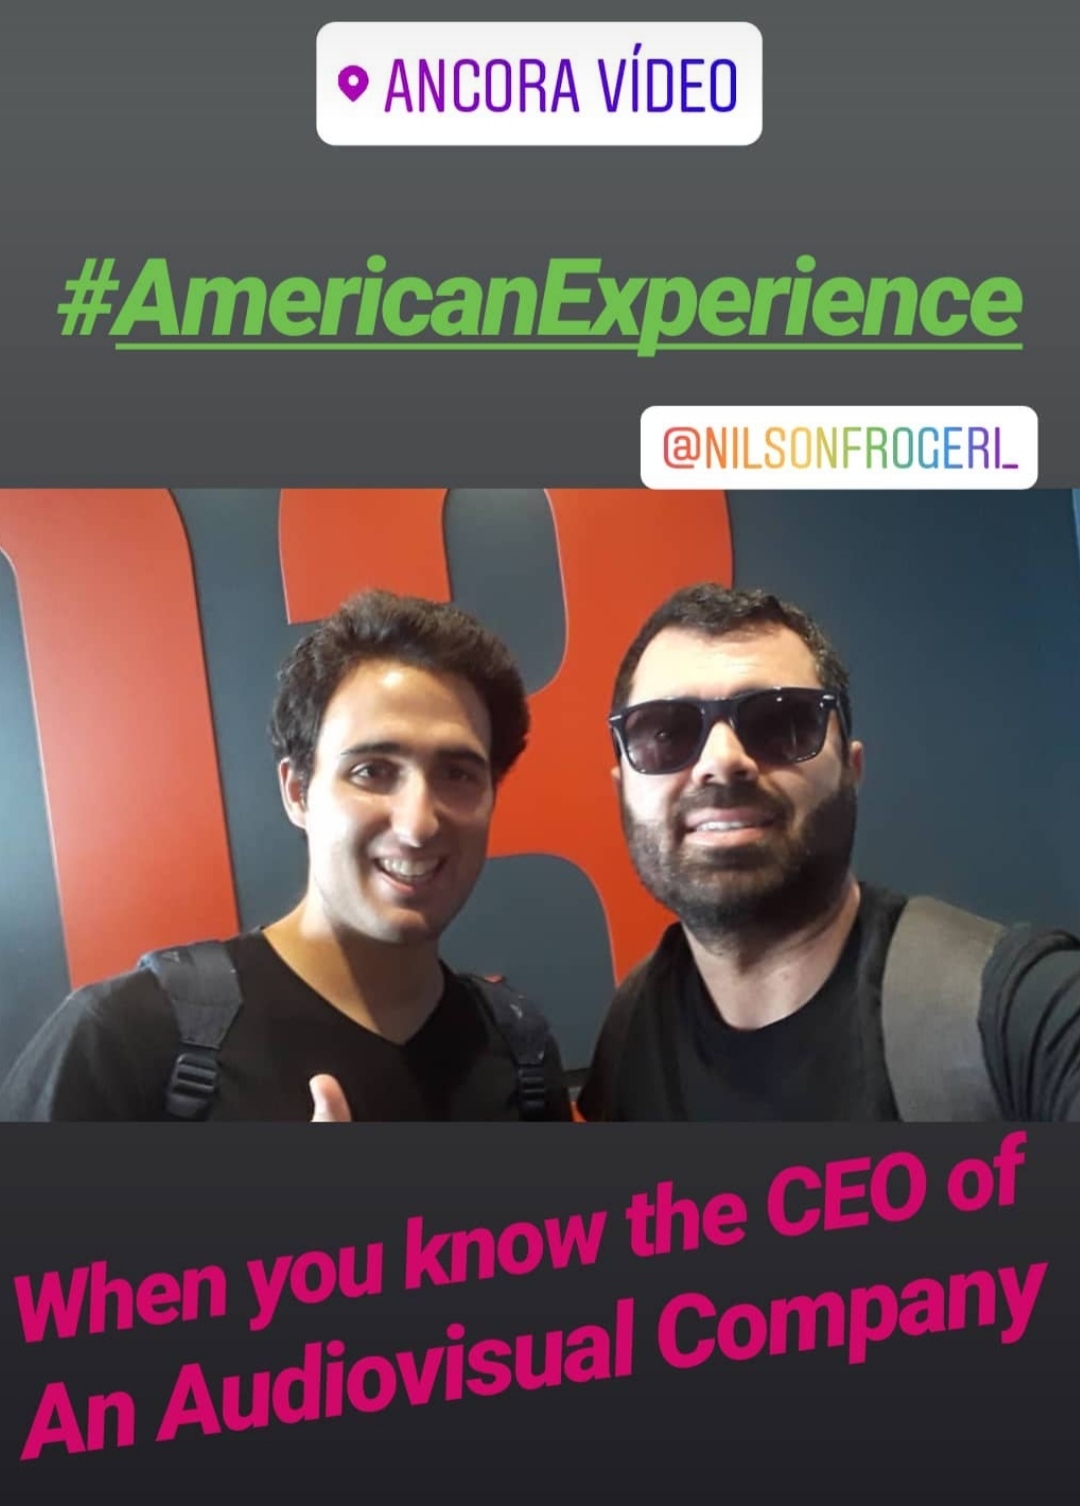 ANCORA VÍDEO
#AmericanExperience
@NILSONFROGERI_
When you know the CEO of
An Audiovisual Company